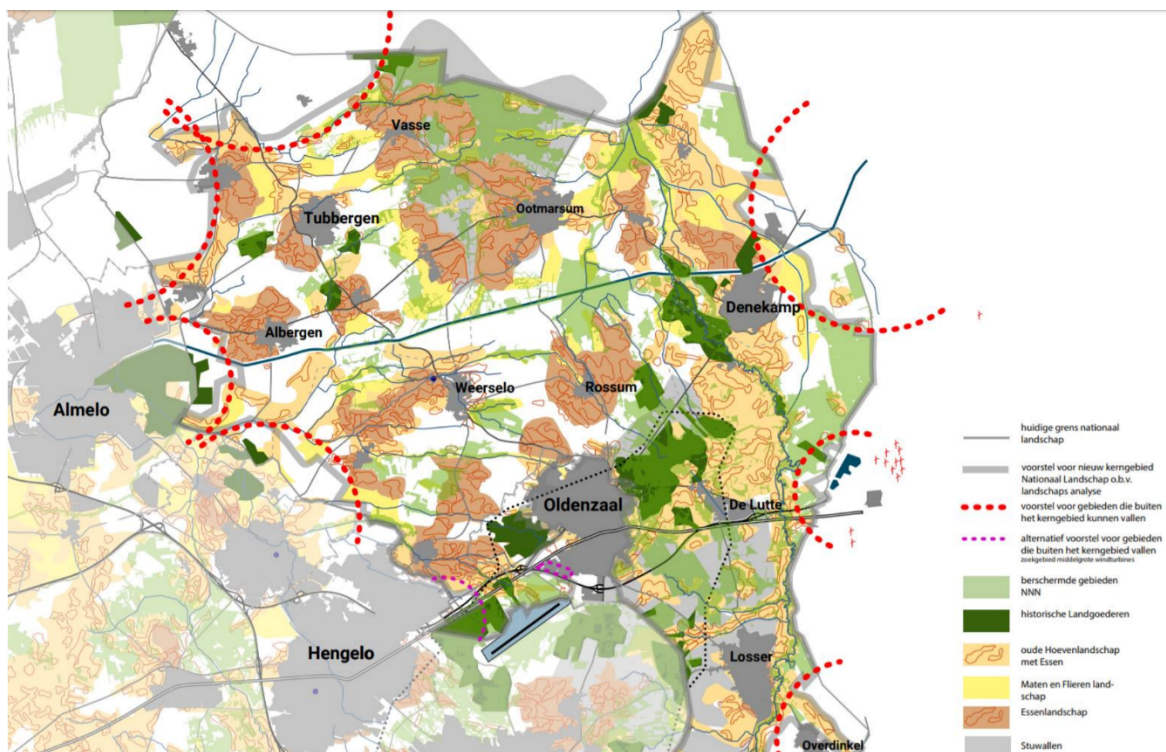 Vasse
Ootmarsum
Tubbergen
Denekamp
Albergen
Weerselo
Rossum
Almelo
Oldenzaal
De Lutte
Hengelo
Losser
Overdinkel
huidige grens nationaal
landschap
voorstel voor nieuw kerngebied
Nationaal Landschap o.b.v.
landschaps analyse
voorstel voor gebieden die buiten
het kerngebied kunnen vallen
alternatief voorstel voor gebieden
die buiten het kerngebied vallen
zoekgebied middelgrote windturbines
berschermde gebieden
NNN
historische Landgoederen
oude Hoevenlandschap
met Essen
Maten en Flieren land-
schap
Essenlandschap
Stuwallen